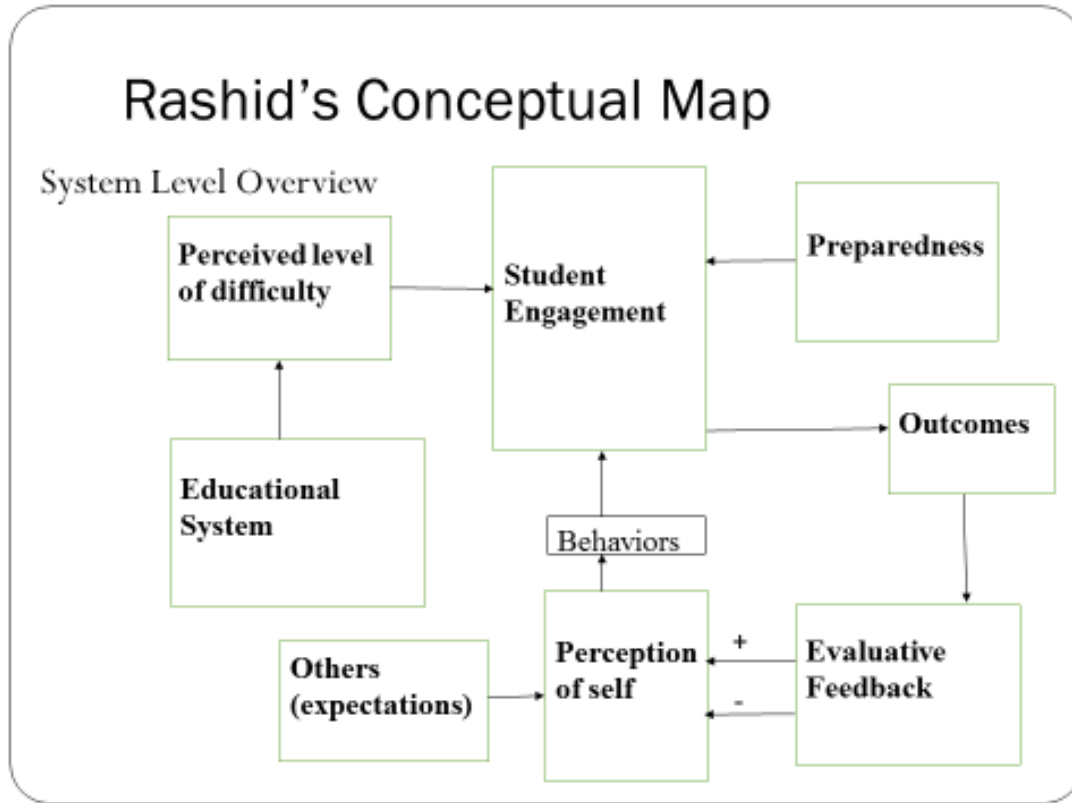 Rashid's Conceptual Map
System Level Overview
Perceived level
of difficulty
Student
Engagement
Preparedness
Outcomes
Educational
System
Behaviors
Others
(expectations)
Perception
of self
+
-
Evaluative
Feedback